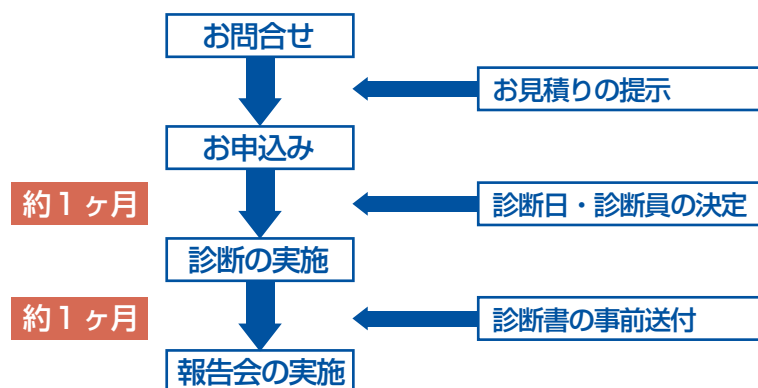 お問合せ
お見積りの提示
お申込み
約1ヶ月
診断日・診断員の決定
診断の実施
約1ヶ月
診断書の事前送付
報告会の実施